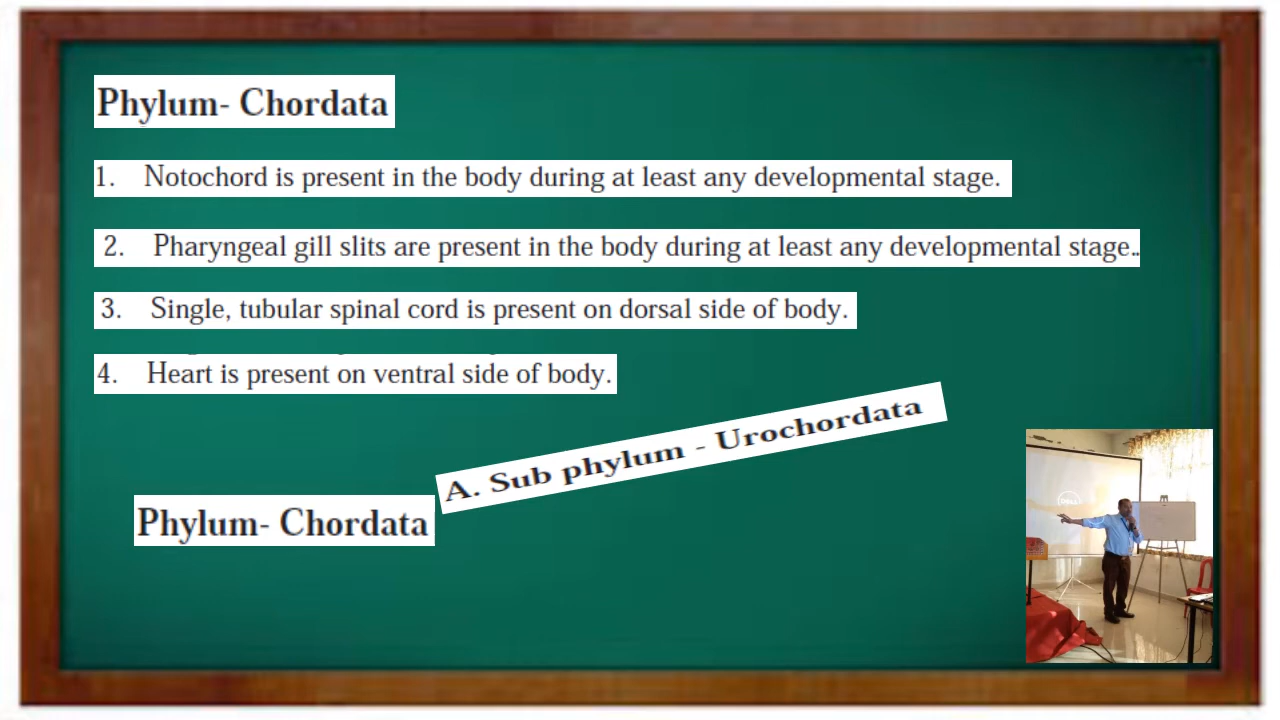 Phylum- Chordata
1. Notochord is present in the body during at least any developmental stage.
2. Pharyngeal gill slits are present in the body during at least any developmental stage..
3. Single, tubular spinal cord is present on dorsal side of body.
4. Heart is present on ventral side of body.
A. Sub phylum - Urochordata
Phylum- Chordata
DELL